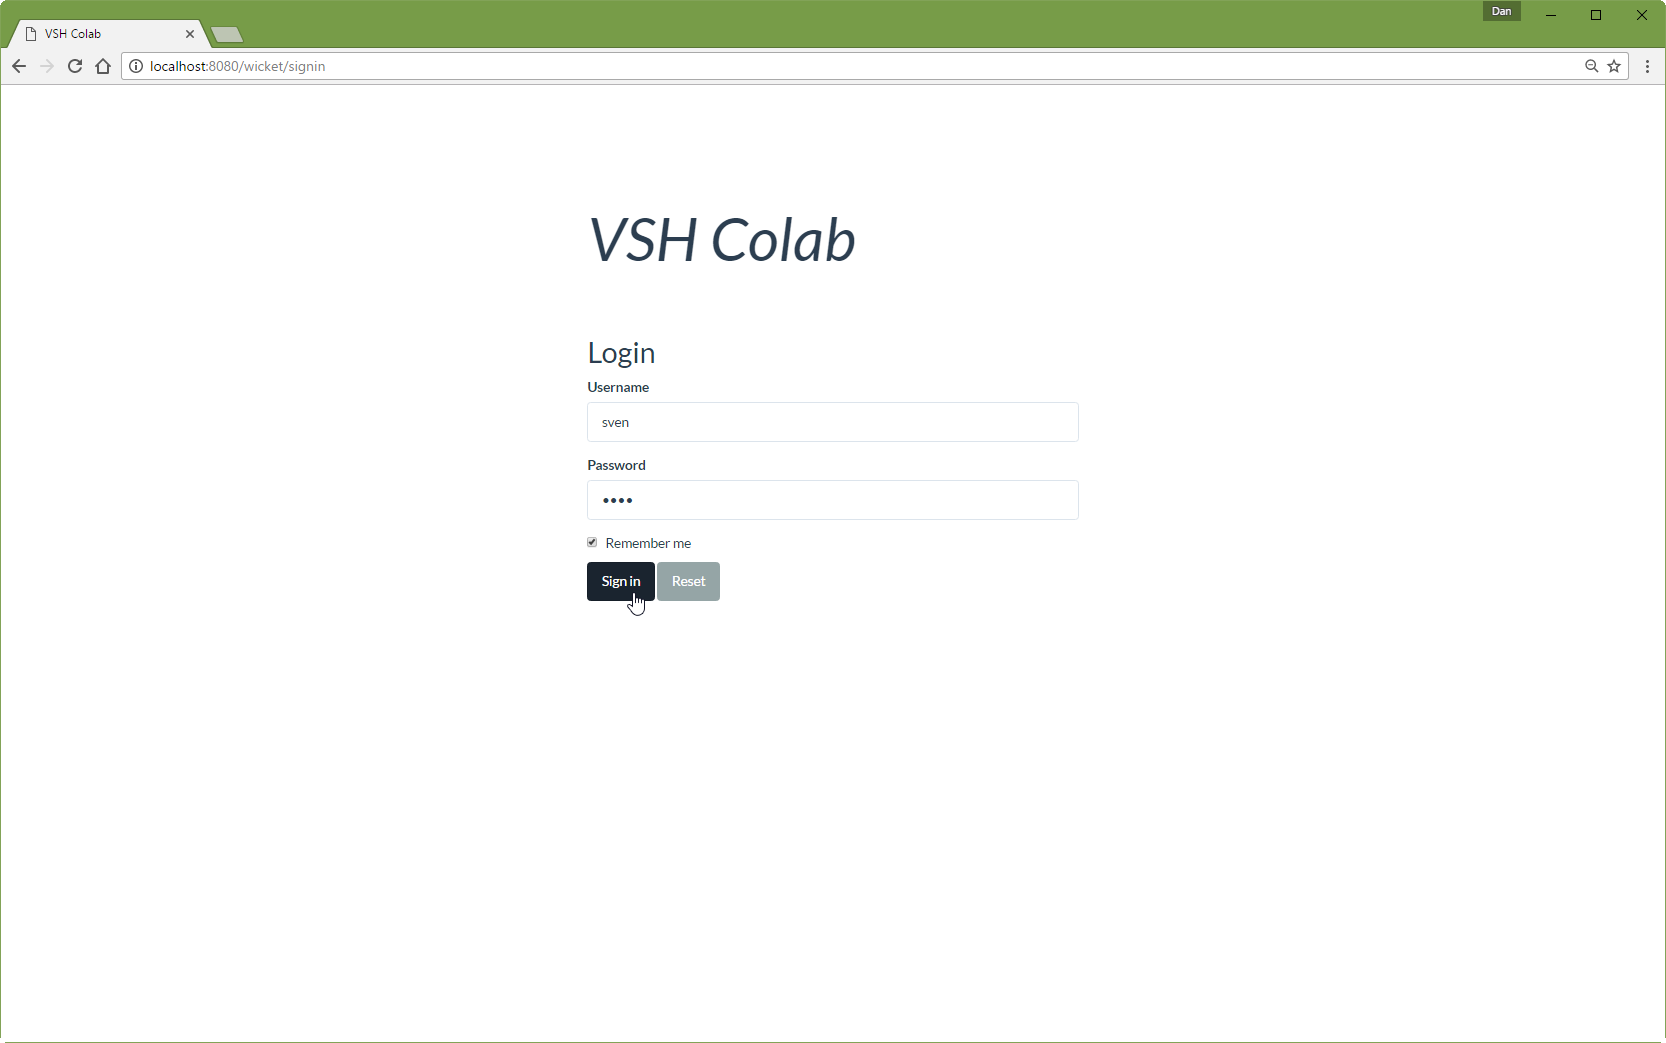 Dan
VSH Colab
localhost:8080/wicket/signin
VSH Colab
Login
Username
sven
Password
••••
Remember me
Sign in Reset